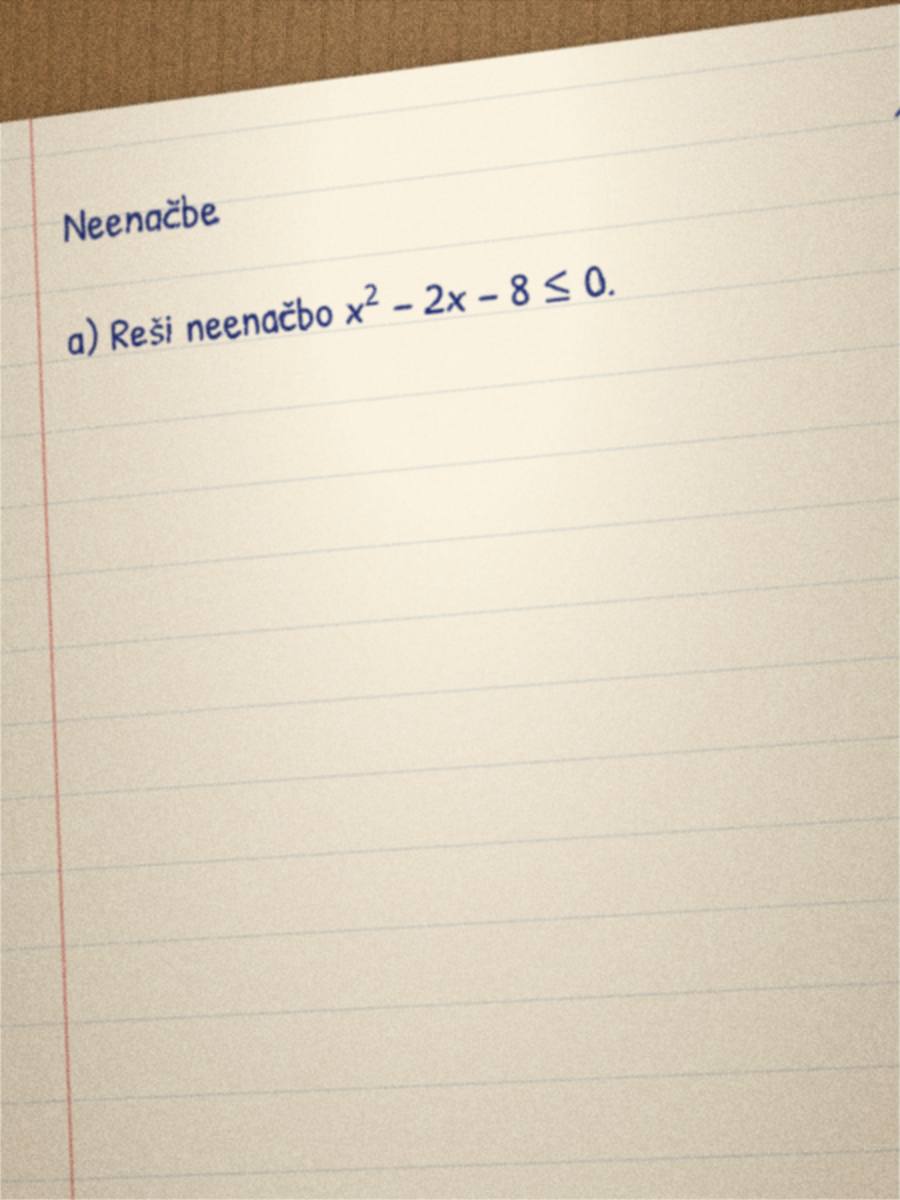 Neenačbe
a) Reši neenačbo x² – 2x – 8 ≤ 0.